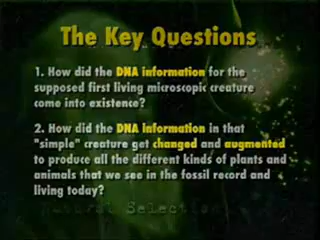 The Key Questions
1. How did the DNA information for the
supposed first living microscopic creature
come into existence?
2. How did the DNA Information in that
"simple" creature get changed and augmented
to produce all the different kinds of plants and
animals that we see in the fossil record and
living today?
Natural Selection